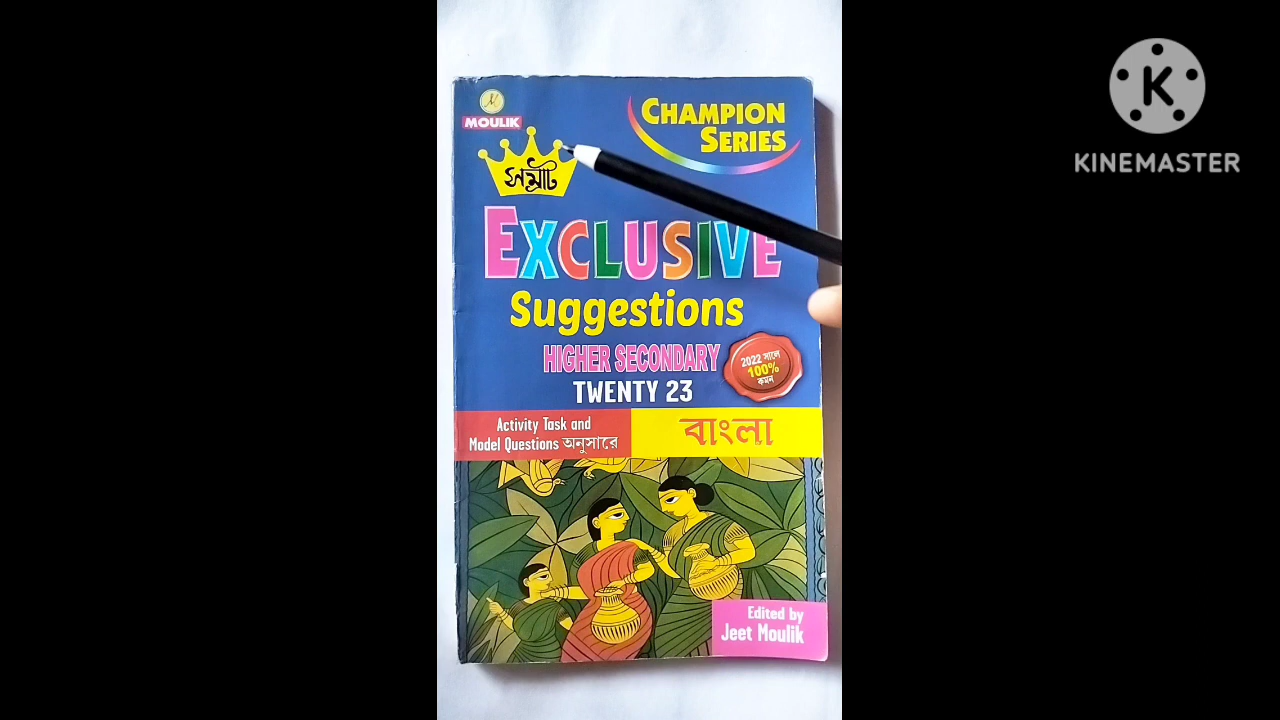 MOULIK
CHAMPION
SERIES
সম্রাট
EXCLUSIVE
Suggestions
HIGHER SECONDARY
TWENTY 23
2022 সালে
100%
কমন
Activity Task and
Model Questions অনুসারে
বাংলা
Edited by
Jeet Moulik
K
KINEMASTER